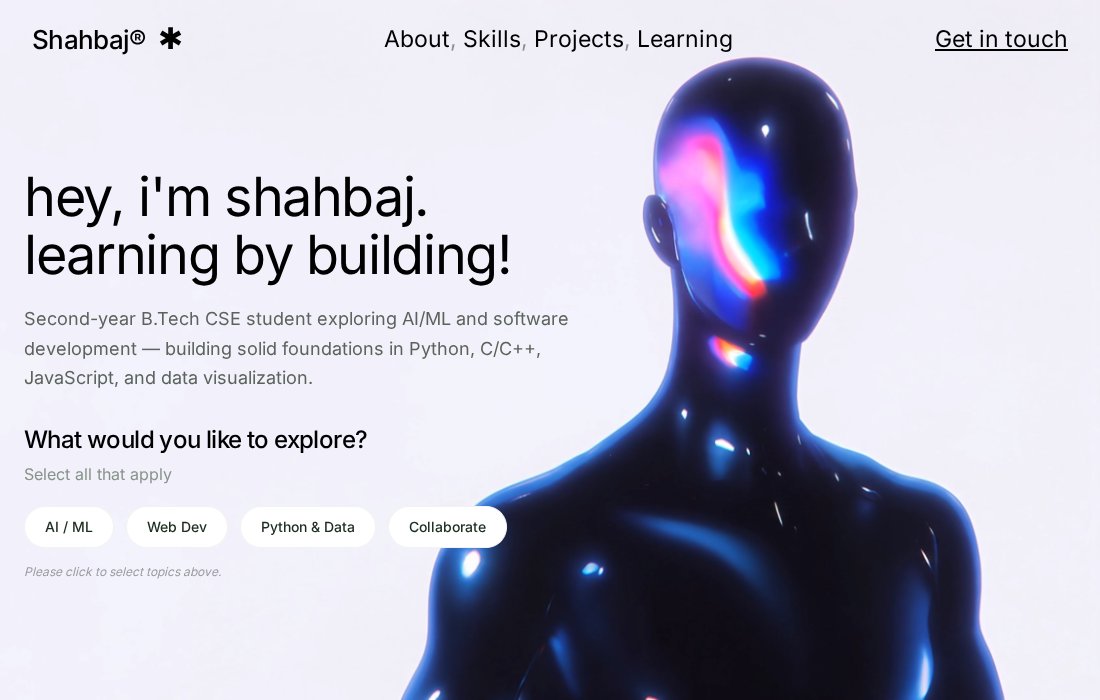 Shahbaj® ✱
About, Skills, Projects, Learning
Get in touch
hey, i'm shahbaj.
learning by building!
Second-year B.Tech CSE student exploring AI/ML and software
development — building solid foundations in Python, C/C++,
JavaScript, and data visualization.
What would you like to explore?
Select all that apply
AI / ML
Web Dev
Python & Data
Collaborate
Please click to select topics above.